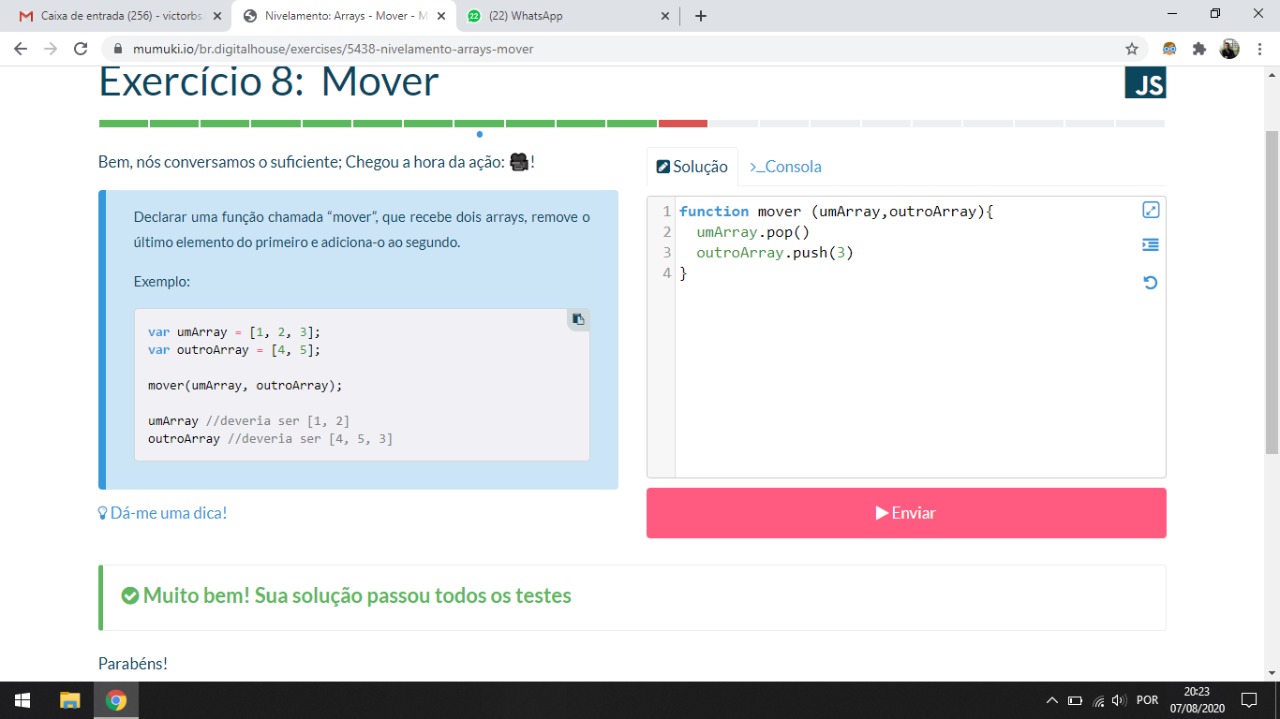 Caixa de entrada (256) - victorbs.
Nivelamento: Arrays - Mover - M
(22) WhatsApp
mumuki.io/br.digitalhouse/exercises/5438-nivelamento-arrays-mover
Exercício 8: Mover
JS
Bem, nós conversamos o suficiente; Chegou a hora da ação: 🎥!
Declarar uma função chamada “mover”, que recebe dois arrays, remove o
último elemento do primeiro e adiciona-o ao segundo.
Exemplo:
var umArray = [1, 2, 3];
var outroArray = [4, 5];
mover(umArray, outroArray);
umArray //deveria ser [1, 2]
outroArray //deveria ser [4, 5, 3]
Dá-me uma dica!
Solução
>_Consola
1 function mover (umArray,outroArray){
2 umArray.pop()
3 outroArray.push(3)
4 }
Enviar
Muito bem! Sua solução passou todos os testes
Parabéns!
POR
20:23
07/08/2020